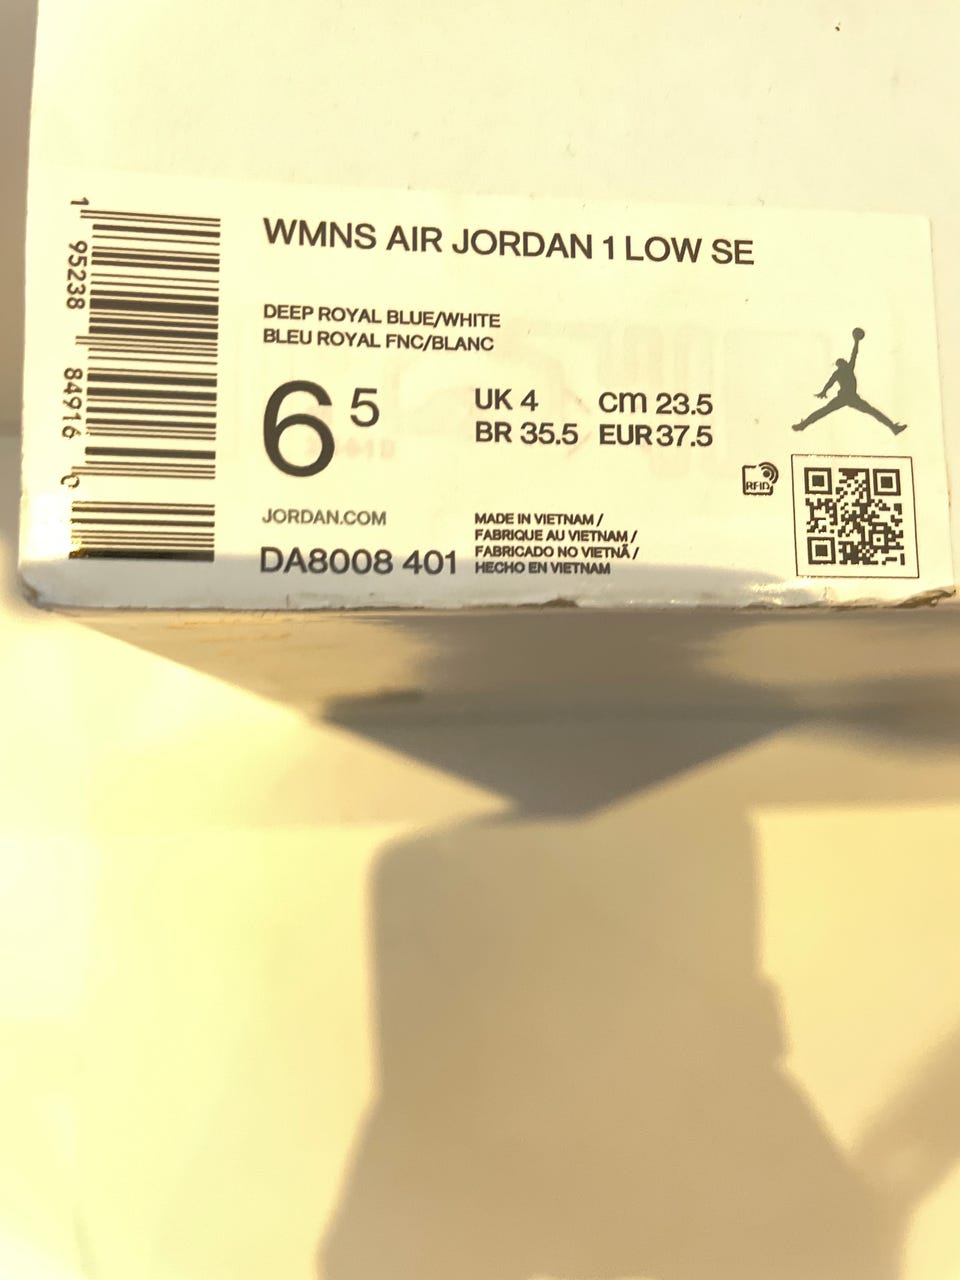 WMNS AIR JORDAN 1 LOW SE
DEEP ROYAL BLUE/WHITE
BLEU ROYAL FNC/BLANC
6 5
UK 4 cm 23.5
BR 35.5 EUR 37.5
JORDAN.COM
DA8008 401
MADE IN VIETNAM /
FABRIQUE AU VIETNAM /
FABRICADO NO VIETNÃ /
HECHO EN VIETNAM
RFID
1 95238 84916 0